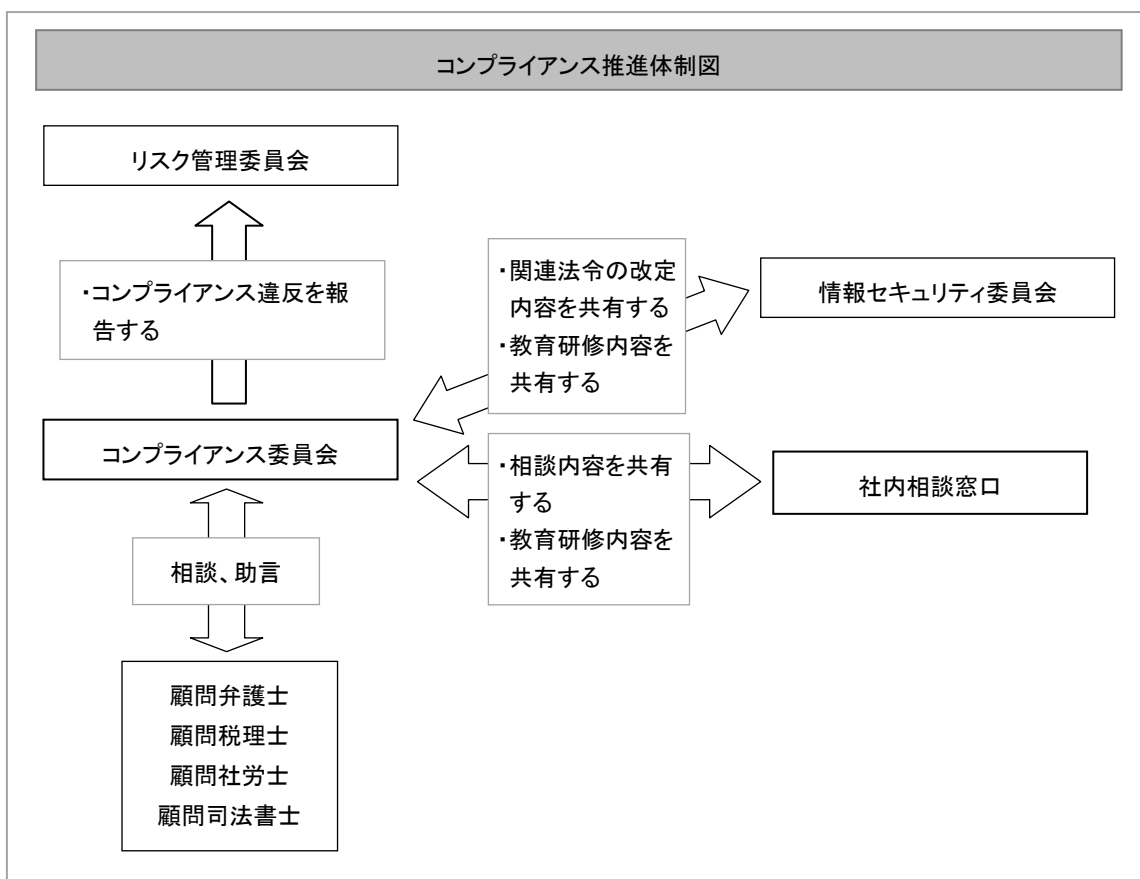 コンプライアンス推進体制図
リスク管理委員会
・コンプライアンス違反を報
告する
・関連法令の改定
内容を共有する
・教育研修内容を
共有する
情報セキュリティ委員会
コンプライアンス委員会
・相談内容を共有
する
・教育研修内容を
共有する
社内相談窓口
相談、助言
顧問弁護士
顧問税理士
顧問社労士
顧問司法書士